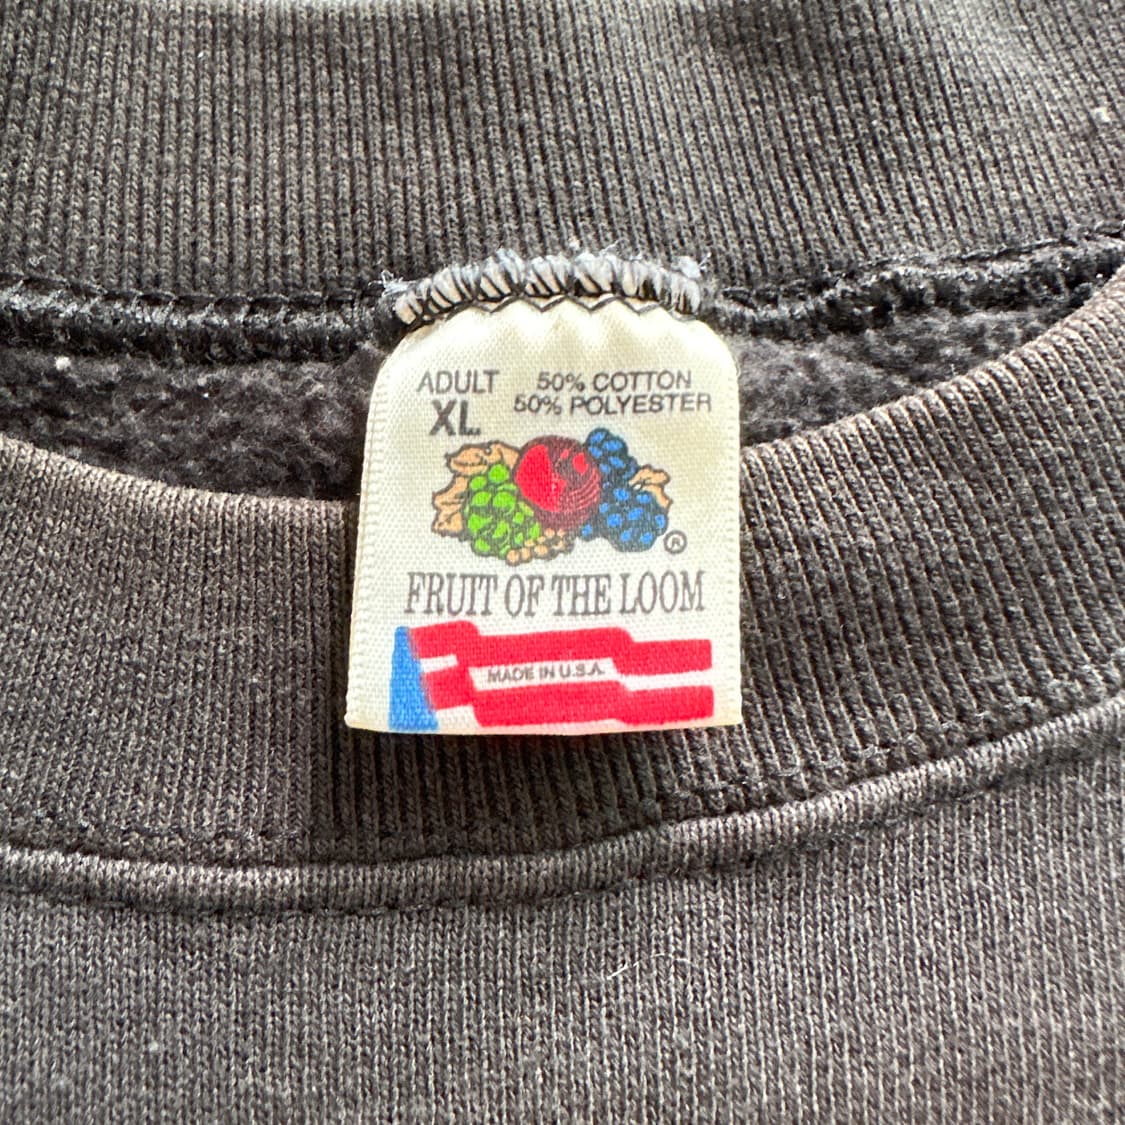 ADULT
XL
50% COTTON
50% POLYESTER
®
FRUIT OF THE LOOM
MADE IN U.S.A.